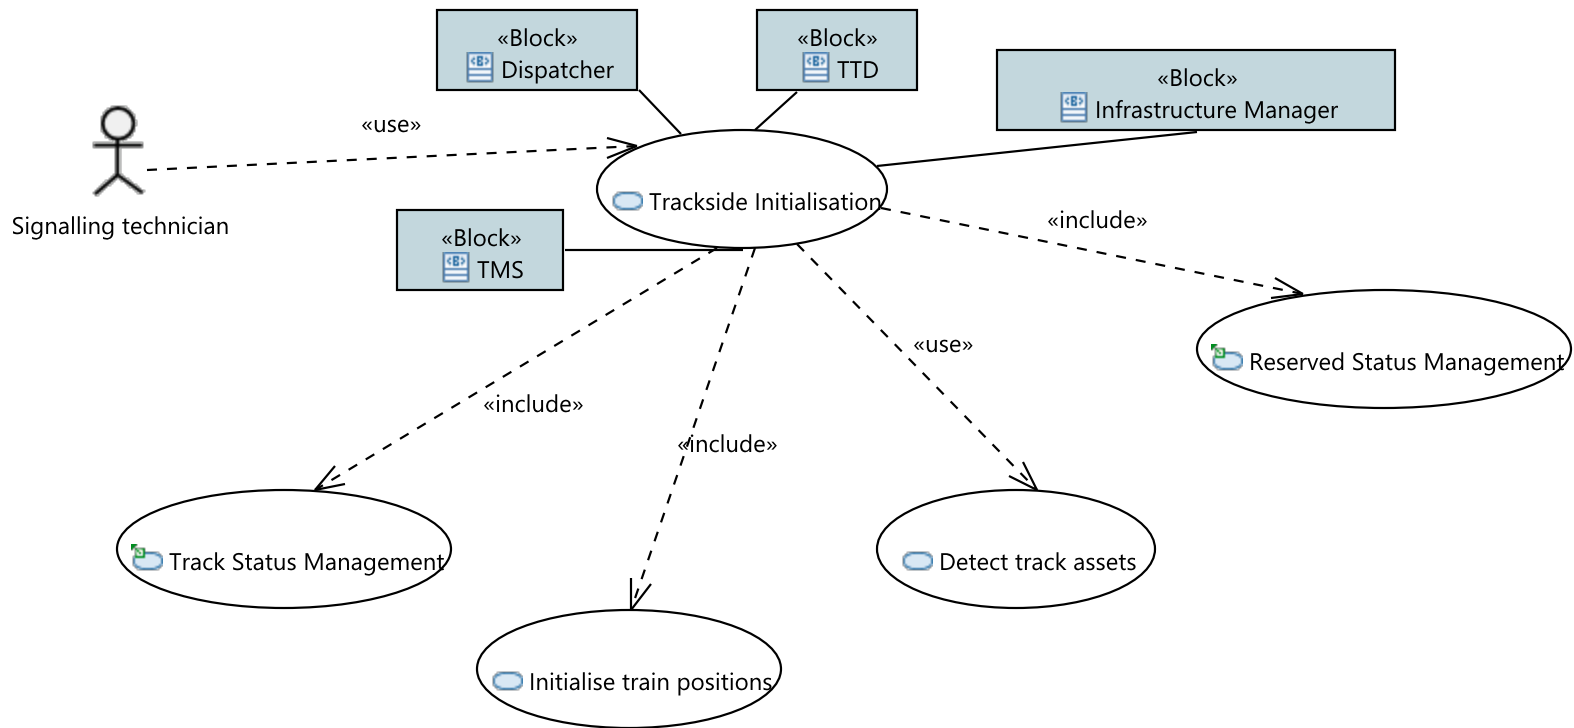 «Block»
Dispatcher
«Block»
TTD
«Block»
Infrastructure Manager
«use»
Signalling technician
Trackside Initialisation
«Block»
TMS
«include»
«use»
Reserved Status Management
«include»
«include»
Track Status Management
Detect track assets
Initialise train positions